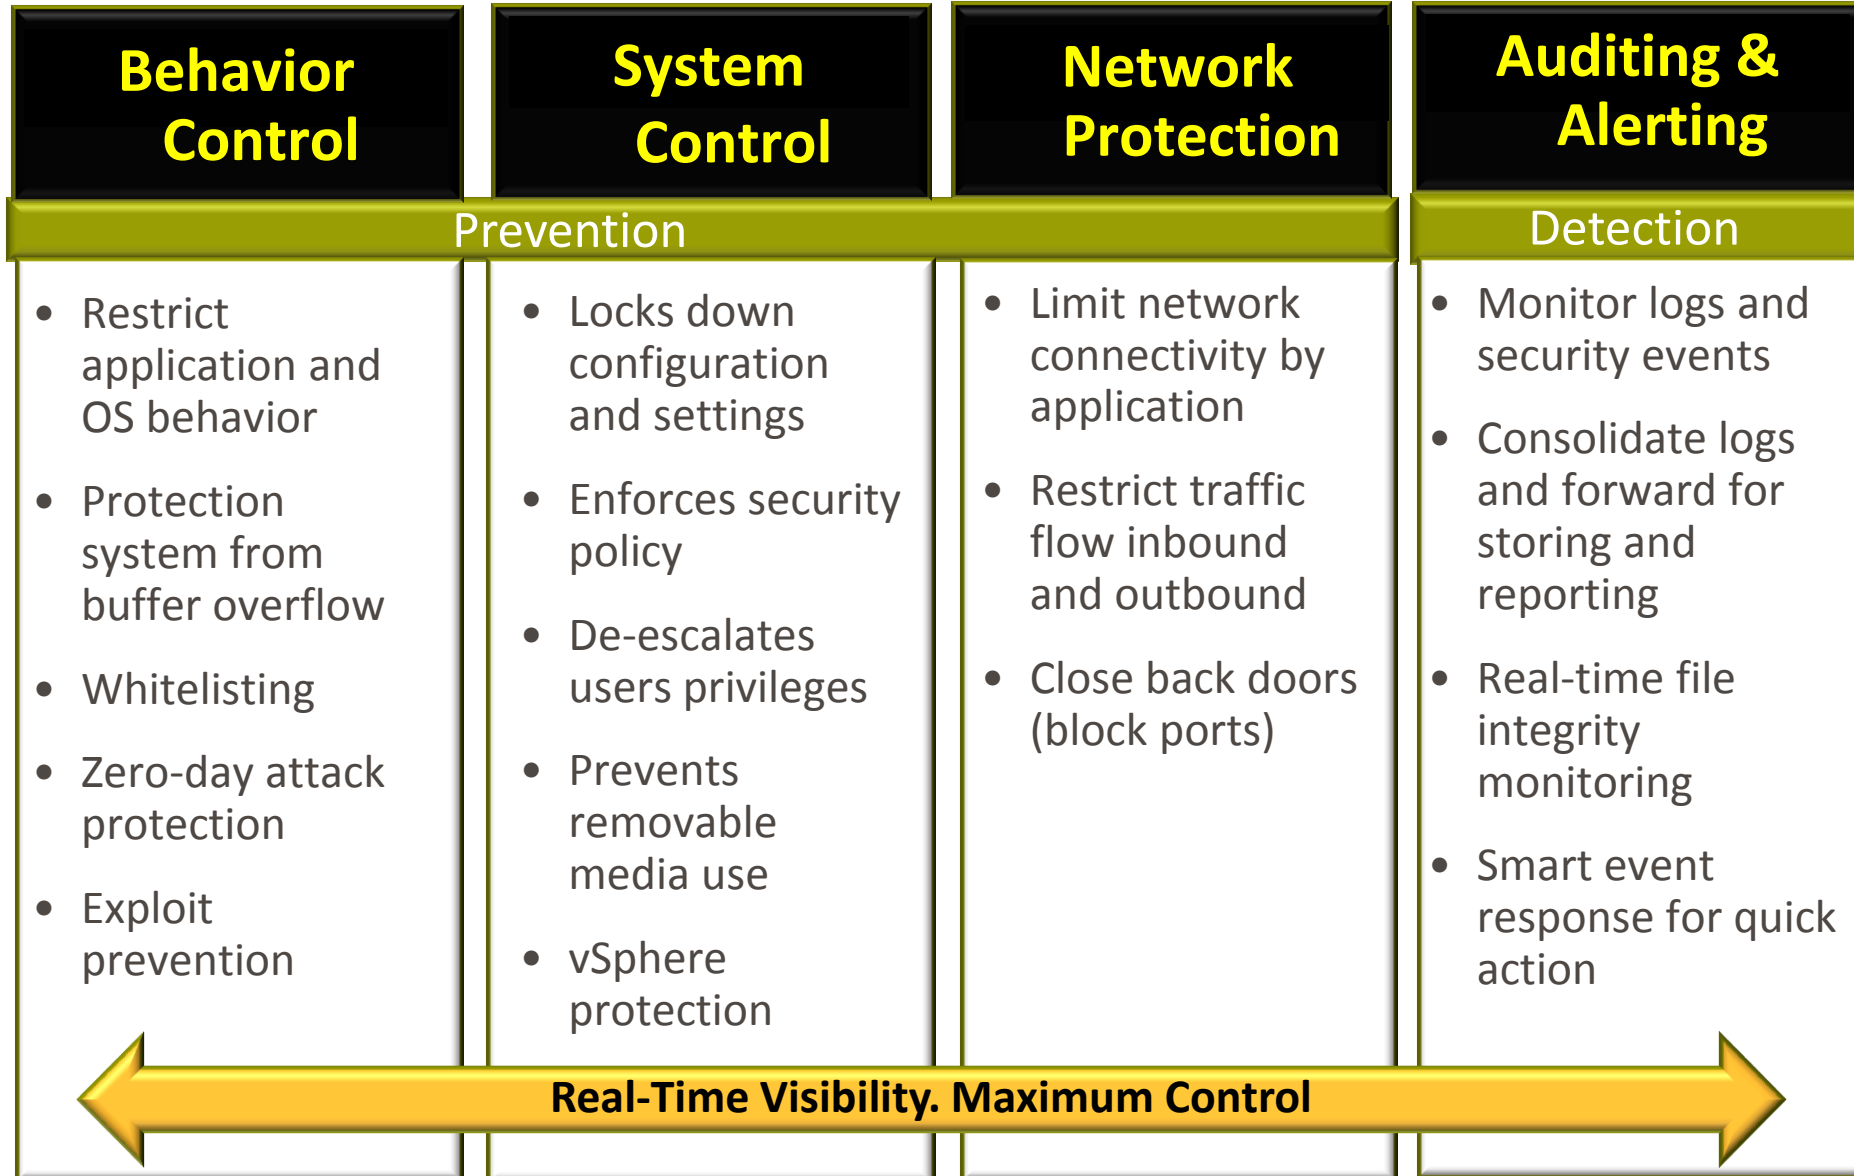 Behavior
Control
System
Control
Network
Protection
Auditing &
Alerting
Prevention
Detection
• Restrict
application and
OS behavior
• Protection
system from
buffer overflow
• Whitelisting
• Zero-day attack
protection
• Exploit
prevention
• Locks down
configuration
and settings
• Enforces security
policy
• De-escalates
users privileges
• Prevents
removable
media use
• vSphere
protection
• Limit network
connectivity by
application
• Restrict traffic
flow inbound
and outbound
• Close back doors
(block ports)
• Monitor logs and
security events
• Consolidate logs
and forward for
storing and
reporting
• Real-time file
integrity
monitoring
• Smart event
response for quick
action
Real-Time Visibility. Maximum Control